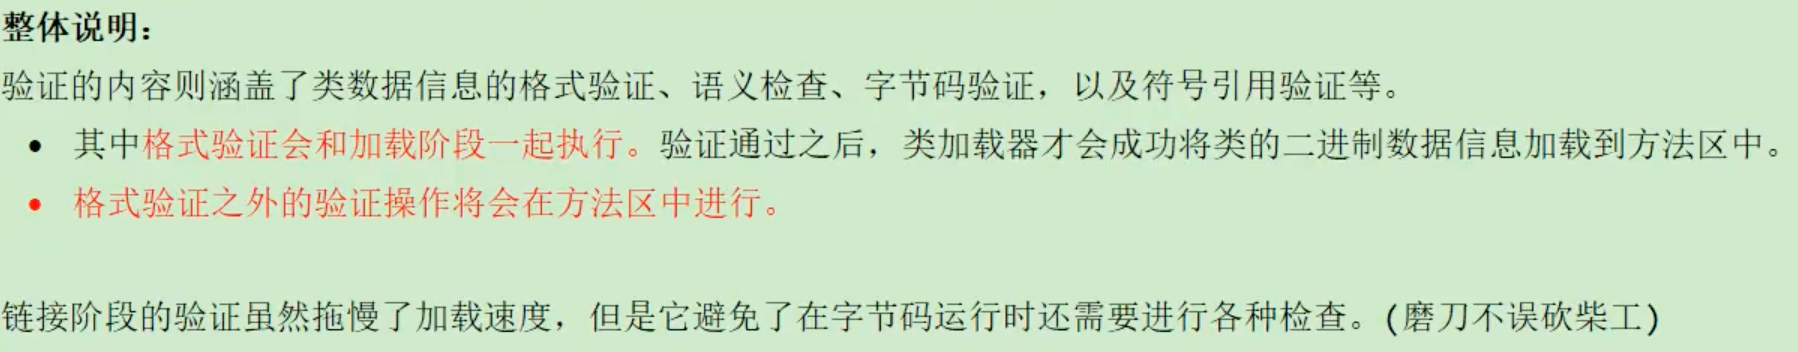 整体说明：
验证的内容则涵盖了类数据信息的格式验证、语义检查、字节码验证，以及符号引用验证等。
• 其中格式验证会和加载阶段一起执行。验证通过之后，类加载器才会成功将类的二进制数据信息加载到方法区中。
• 格式验证之外的验证操作将会在方法区中进行。
链接阶段的验证虽然拖慢了加载速度，但是它避免了在字节码运行时还需要进行各种检查。(磨刀不误砍柴工)